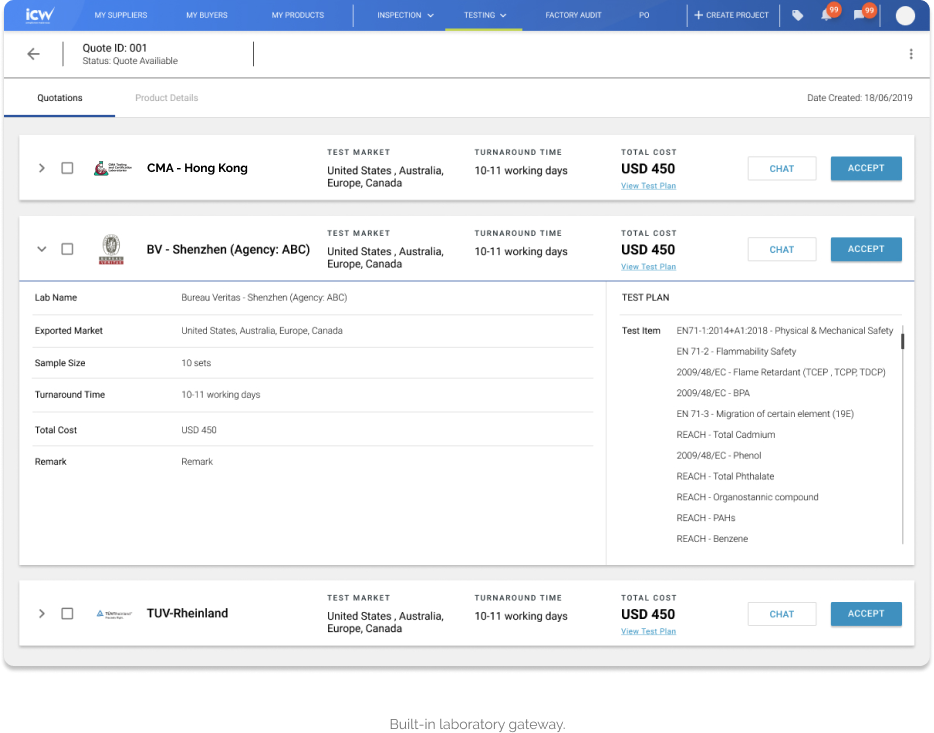 icw
MY SUPPLIERS
MY BUYERS
MY PRODUCTS
INSPECTION
TESTING
FACTORY AUDIT
PO
+ CREATE PROJECT
99
99
Quote ID: 001
Status: Quote Availiable
Quotations
Product Details
Date Created: 18/06/2019
CMA - Hong Kong
TEST MARKET
United States , Australia,
Europe, Canada
TURNAROUND TIME
10-11 working days
TOTAL COST
USD 450
View Test Plan
CHAT
ACCEPT
BV - Shenzhen (Agency: ABC)
TEST MARKET
United States , Australia,
Europe, Canada
TURNAROUND TIME
10-11 working days
TOTAL COST
USD 450
View Test Plan
CHAT
ACCEPT
Lab Name
Bureau Veritas - Shenzhen (Agency: ABC)
Exported Market
United States, Australia, Europe, Canada
Sample Size
10 sets
Turnaround Time
10-11 working days
Total Cost
USD 450
Remark
Remark
TEST PLAN
Test Item
EN71-1:2014+A1:2018 - Physical & Mechanical Safety
EN 71-2 - Flammability Safety
2009/48/EC - Flame Retardant (TCEP , TCPP, TDCP)
2009/48/EC - BPA
EN 71-3 - Migration of certain element (19E)
REACH - Total Cadmium
2009/48/EC - Phenol
REACH - Total Phthalate
REACH - Organostannic compound
REACH - PAHs
REACH - Benzene
TUV-Rheinland
TEST MARKET
United States , Australia,
Europe, Canada
TURNAROUND TIME
10-11 working days
TOTAL COST
USD 450
View Test Plan
CHAT
ACCEPT
Built-in laboratory gateway.